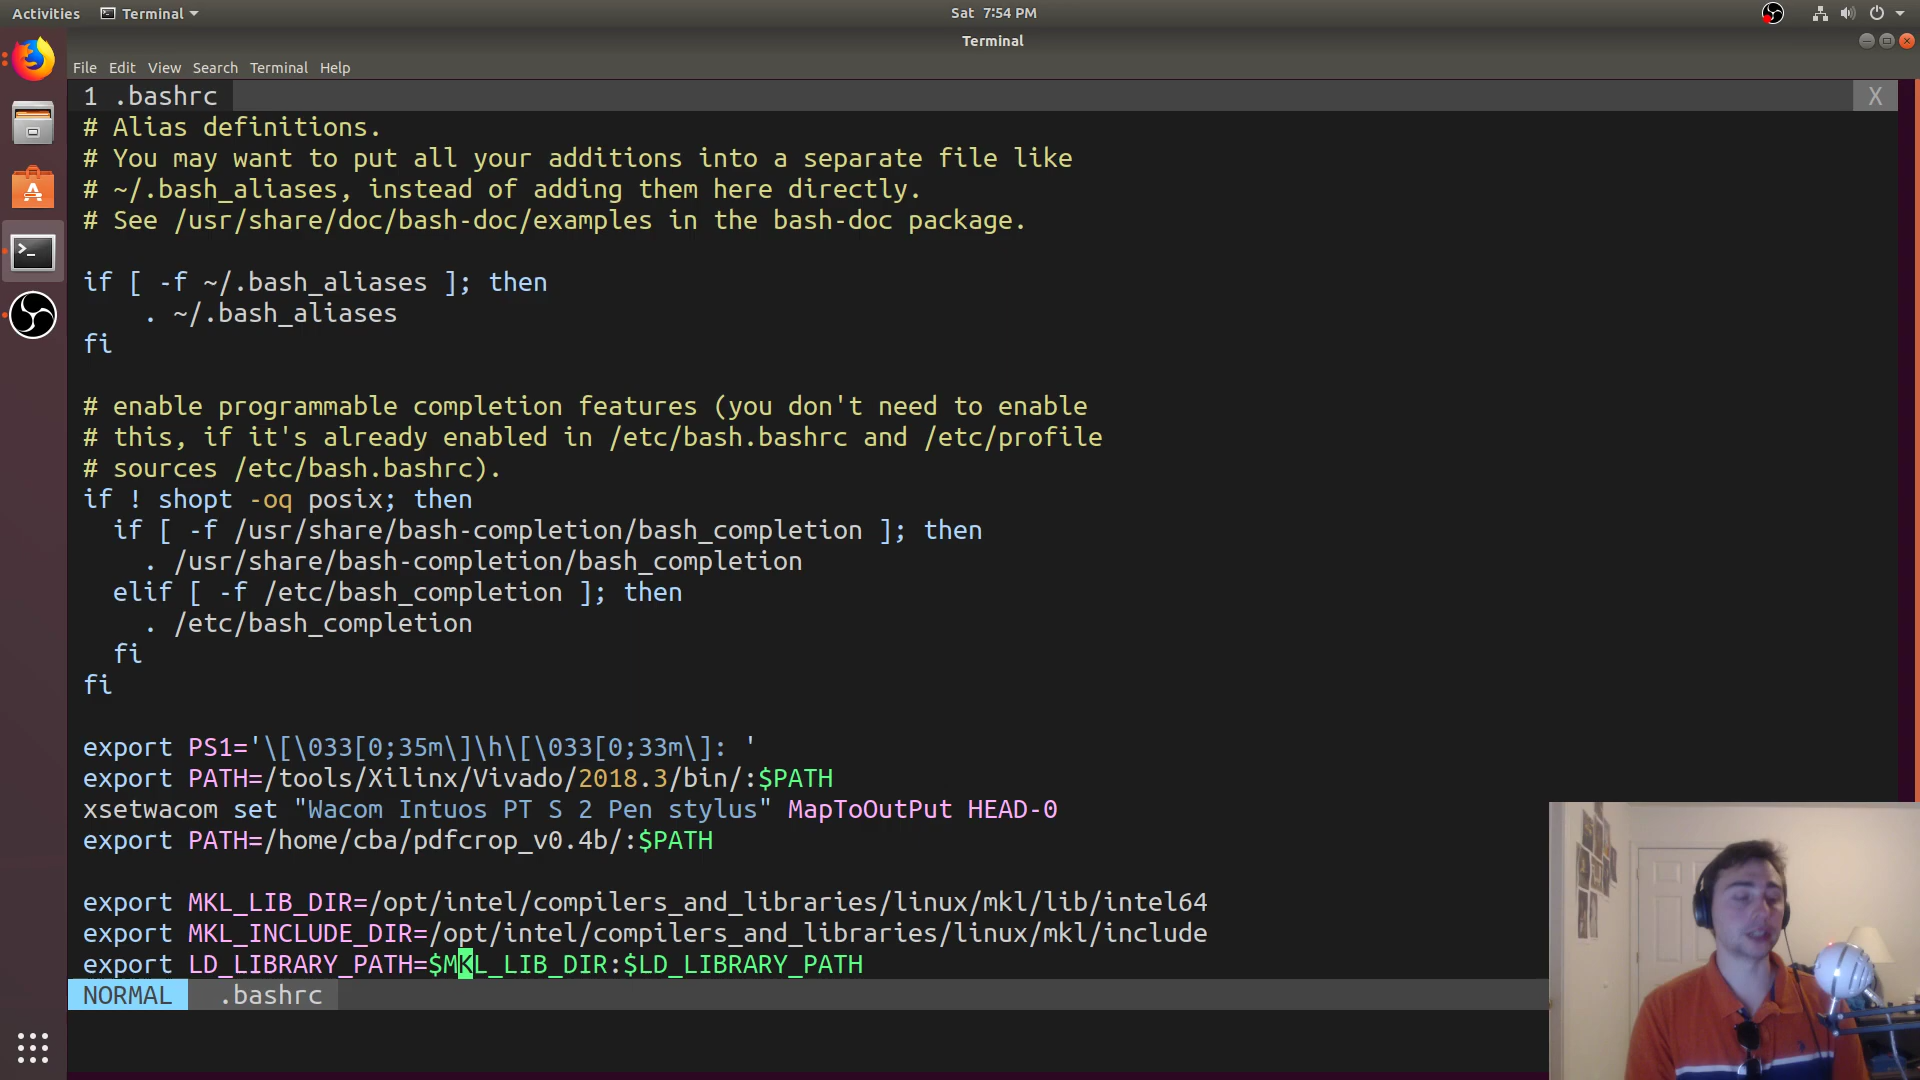 Activities Terminal Sat 7:54 PM
Terminal
File Edit View Search Terminal Help
1 .bashrc X
# Alias definitions.
# You may want to put all your additions into a separate file like
# ~/.bash_aliases, instead of adding them here directly.
# See /usr/share/doc/bash-doc/examples in the bash-doc package.
if [ -f ~/.bash_aliases ]; then
. ~/.bash_aliases
fi
# enable programmable completion features (you don't need to enable
# this, if it's already enabled in /etc/bash.bashrc and /etc/profile
# sources /etc/bash.bashrc).
if ! shopt -oq posix; then
if [ -f /usr/share/bash-completion/bash_completion ]; then
. /usr/share/bash-completion/bash_completion
elif [ -f /etc/bash_completion ]; then
. /etc/bash_completion
fi
fi
export PS1='\[\033[0;35m\]\h\[\033[0;33m\]: '
export PATH=/tools/Xilinx/Vivado/2018.3/bin/:$PATH
xsetwacom set "Wacom Intuos PT S 2 Pen stylus" MapToOutPut HEAD-0
export PATH=/home/cba/pdfcrop_v0.4b/:$PATH
export MKL_LIB_DIR=/opt/intel/compilers_and_libraries/linux/mkl/lib/intel64
export MKL_INCLUDE_DIR=/opt/intel/compilers_and_libraries/linux/mkl/include
export LD_LIBRARY_PATH=$MKL_LIB_DIR:$LD_LIBRARY_PATH
NORMAL .bashrc